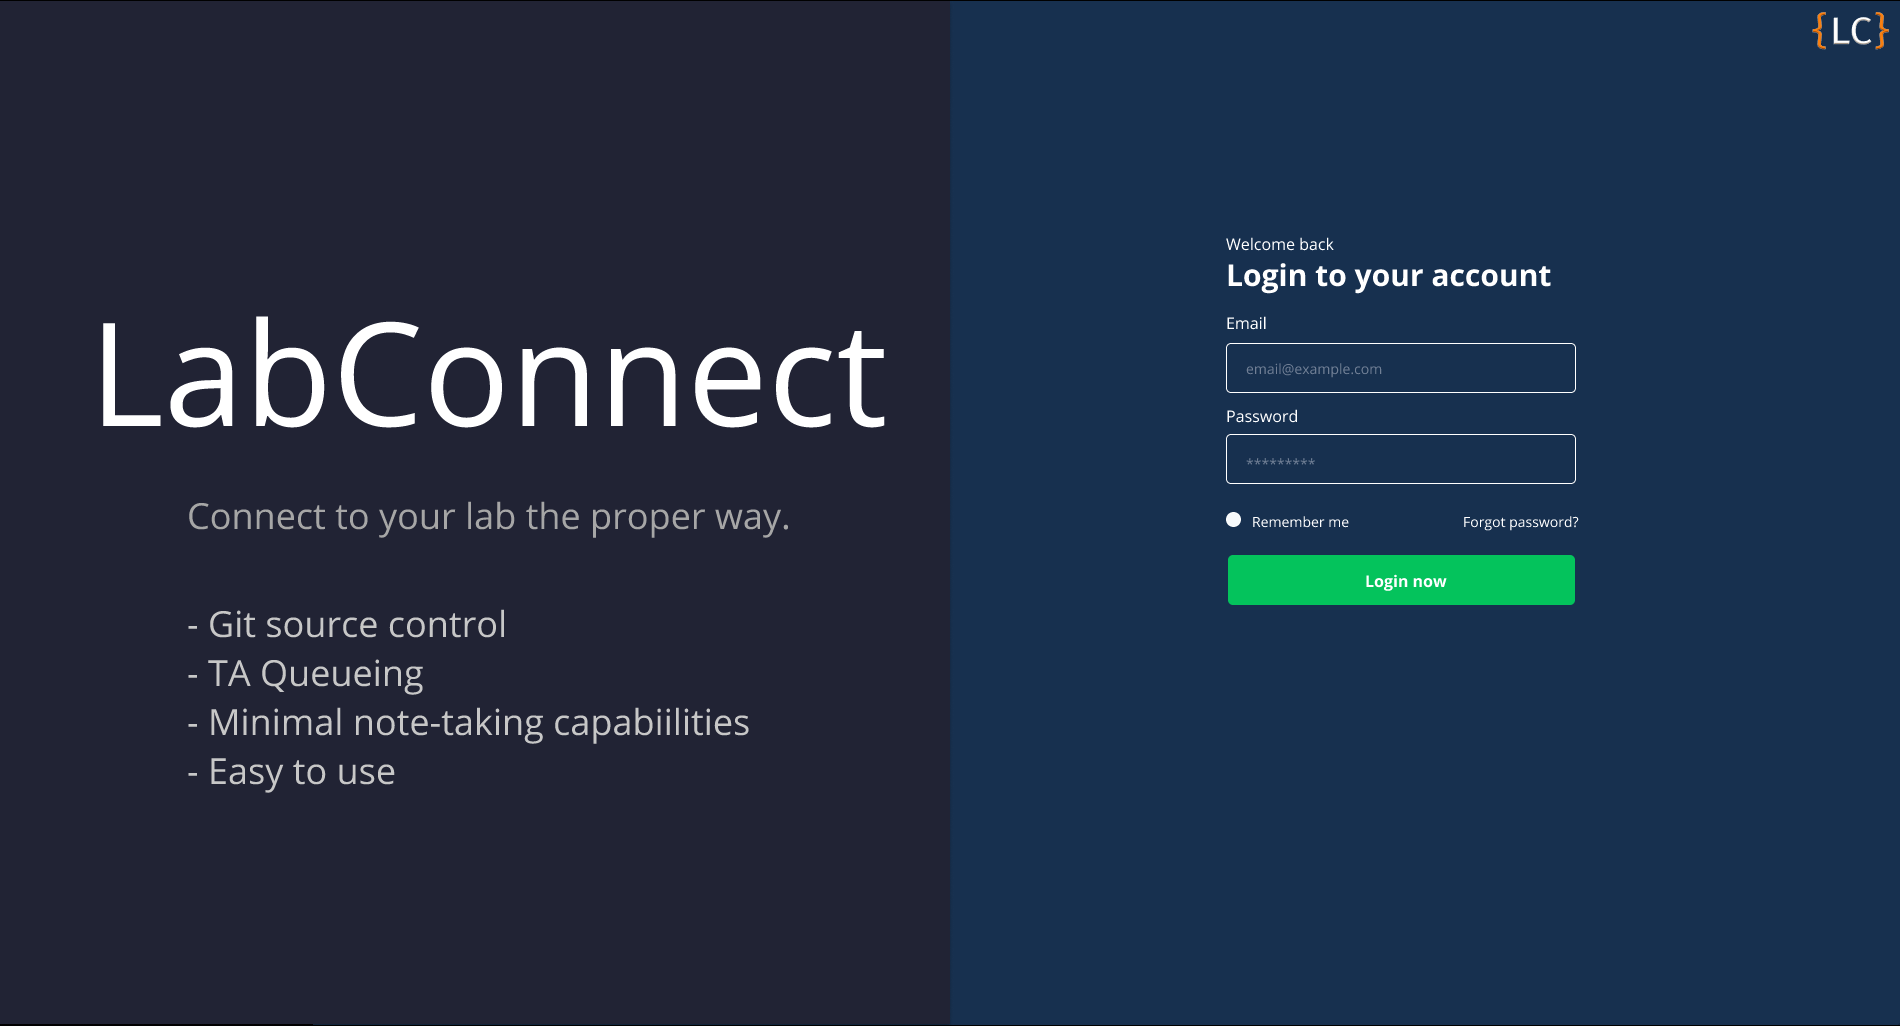 {LC}
LabConnect
Connect to your lab the proper way.
- Git source control
- TA Queueing
- Minimal note-taking capabiilities
- Easy to use
Welcome back
Login to your account
Email
email@example.com
Password
*********
Remember me
Forgot password?
Login now